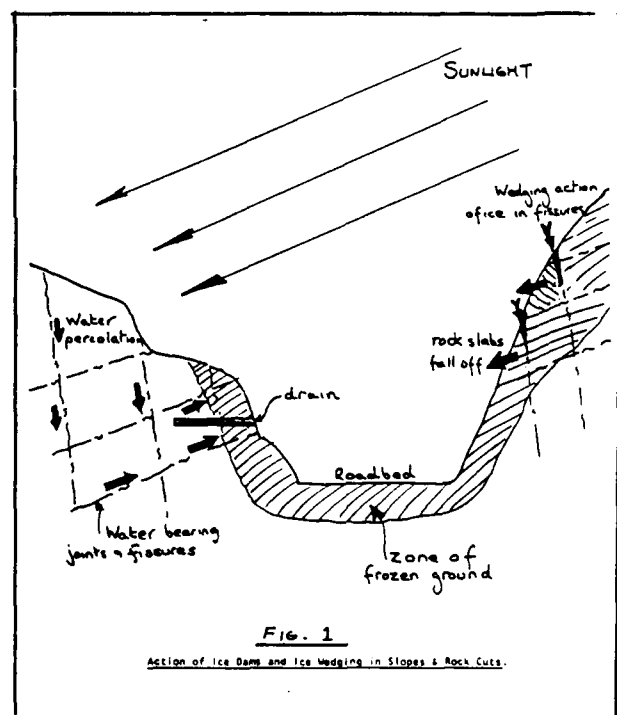 SUNLIGHT
Wedging action
of ice in fissures
Water
percolation
rock slabs
fall off
drain
Roadbed
Water bearing
joints & fissures
zone of
frozen ground
FIG. 1
Action of Ice Dams and Ice Wedging in Slopes & Rock Cuts.